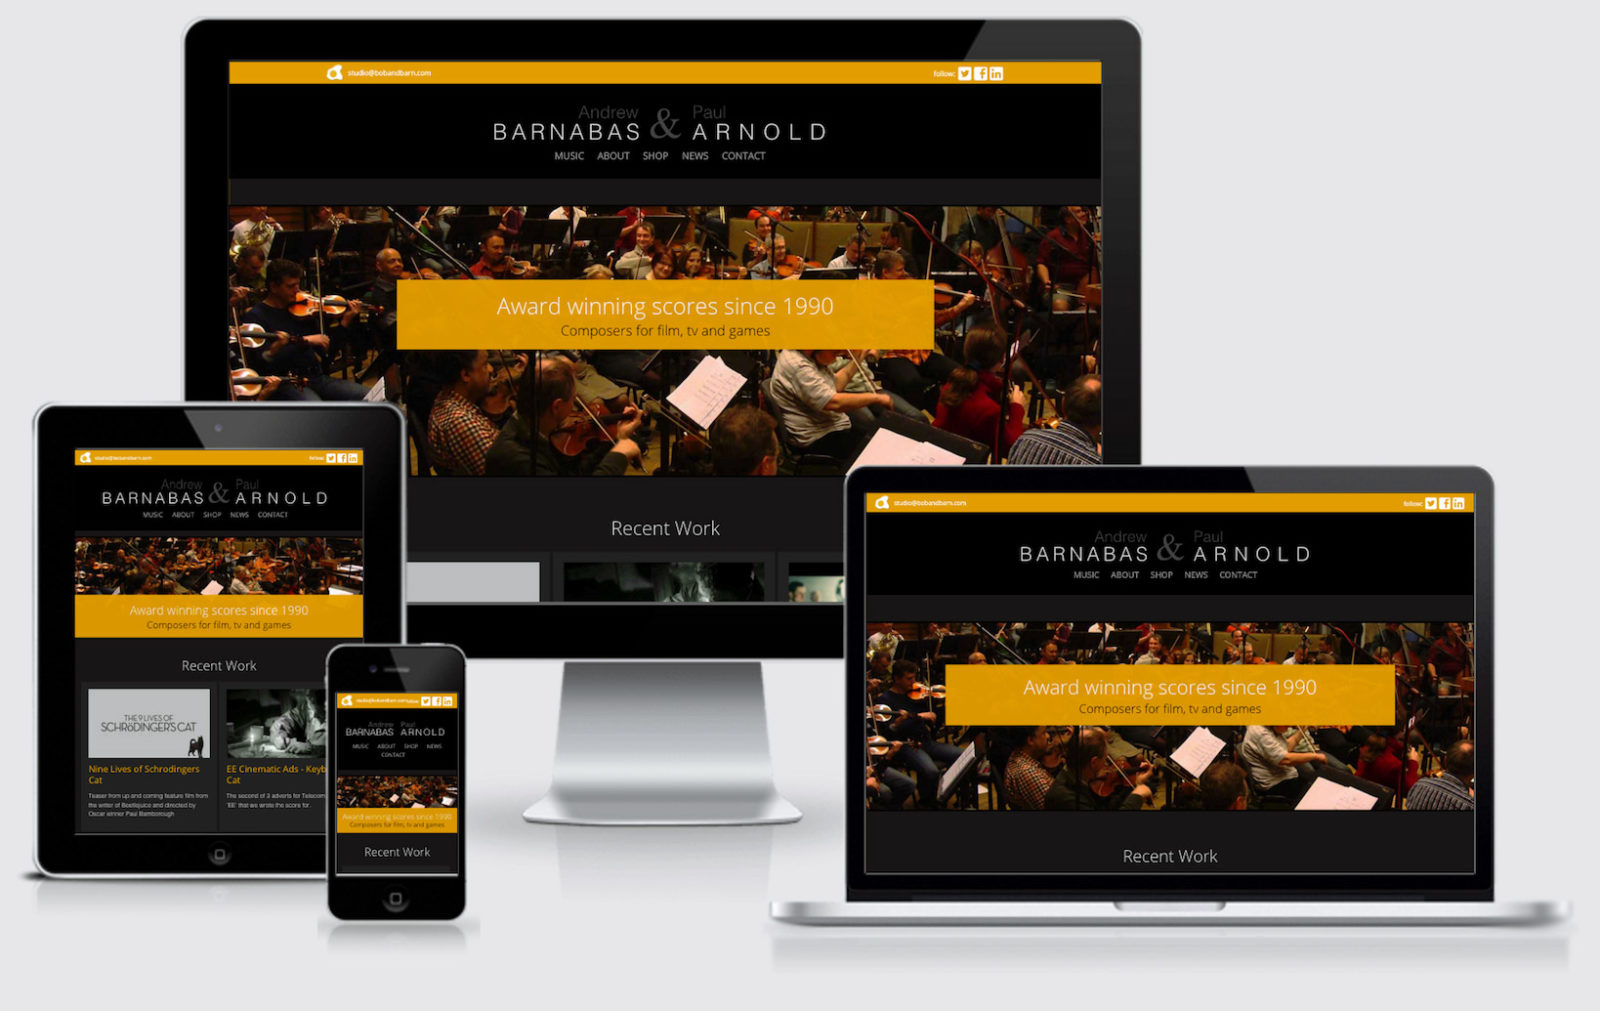 studio@bobandbarn.com
follow:
Andrew Paul
BARNABAS & ARNOLD
MUSIC ABOUT SHOP NEWS CONTACT
Award winning scores since 1990
Composers for film, tv and games
Recent Work
studio@bobandbarn.com
follow:
Andrew Paul
BARNABAS & ARNOLD
MUSIC ABOUT SHOP NEWS CONTACT
Award winning scores since 1990
Composers for film, tv and games
Recent Work
THE 9 LIVES OF
SCHRÖDINGER'S CAT
Nine Lives of Schrodingers
Cat
Teaser from up and coming feature film from
the writer of Beetlejuice and directed by
Oscar winner Paul Bamborough
EE Cinematic Ads - Keyb
Cat
The second of 3 adverts for Telecom
'EE' that we wrote the score for.
studio@bobandbarn.com
follow:
Andrew Paul
BARNABAS & ARNOLD
MUSIC ABOUT SHOP NEWS
CONTACT
Award winning scores since 1990
Composers for film, tv and games
Recent Work
studio@bobandbarn.com
follow:
Andrew Paul
BARNABAS & ARNOLD
MUSIC ABOUT SHOP NEWS CONTACT
Award winning scores since 1990
Composers for film, tv and games
Recent Work